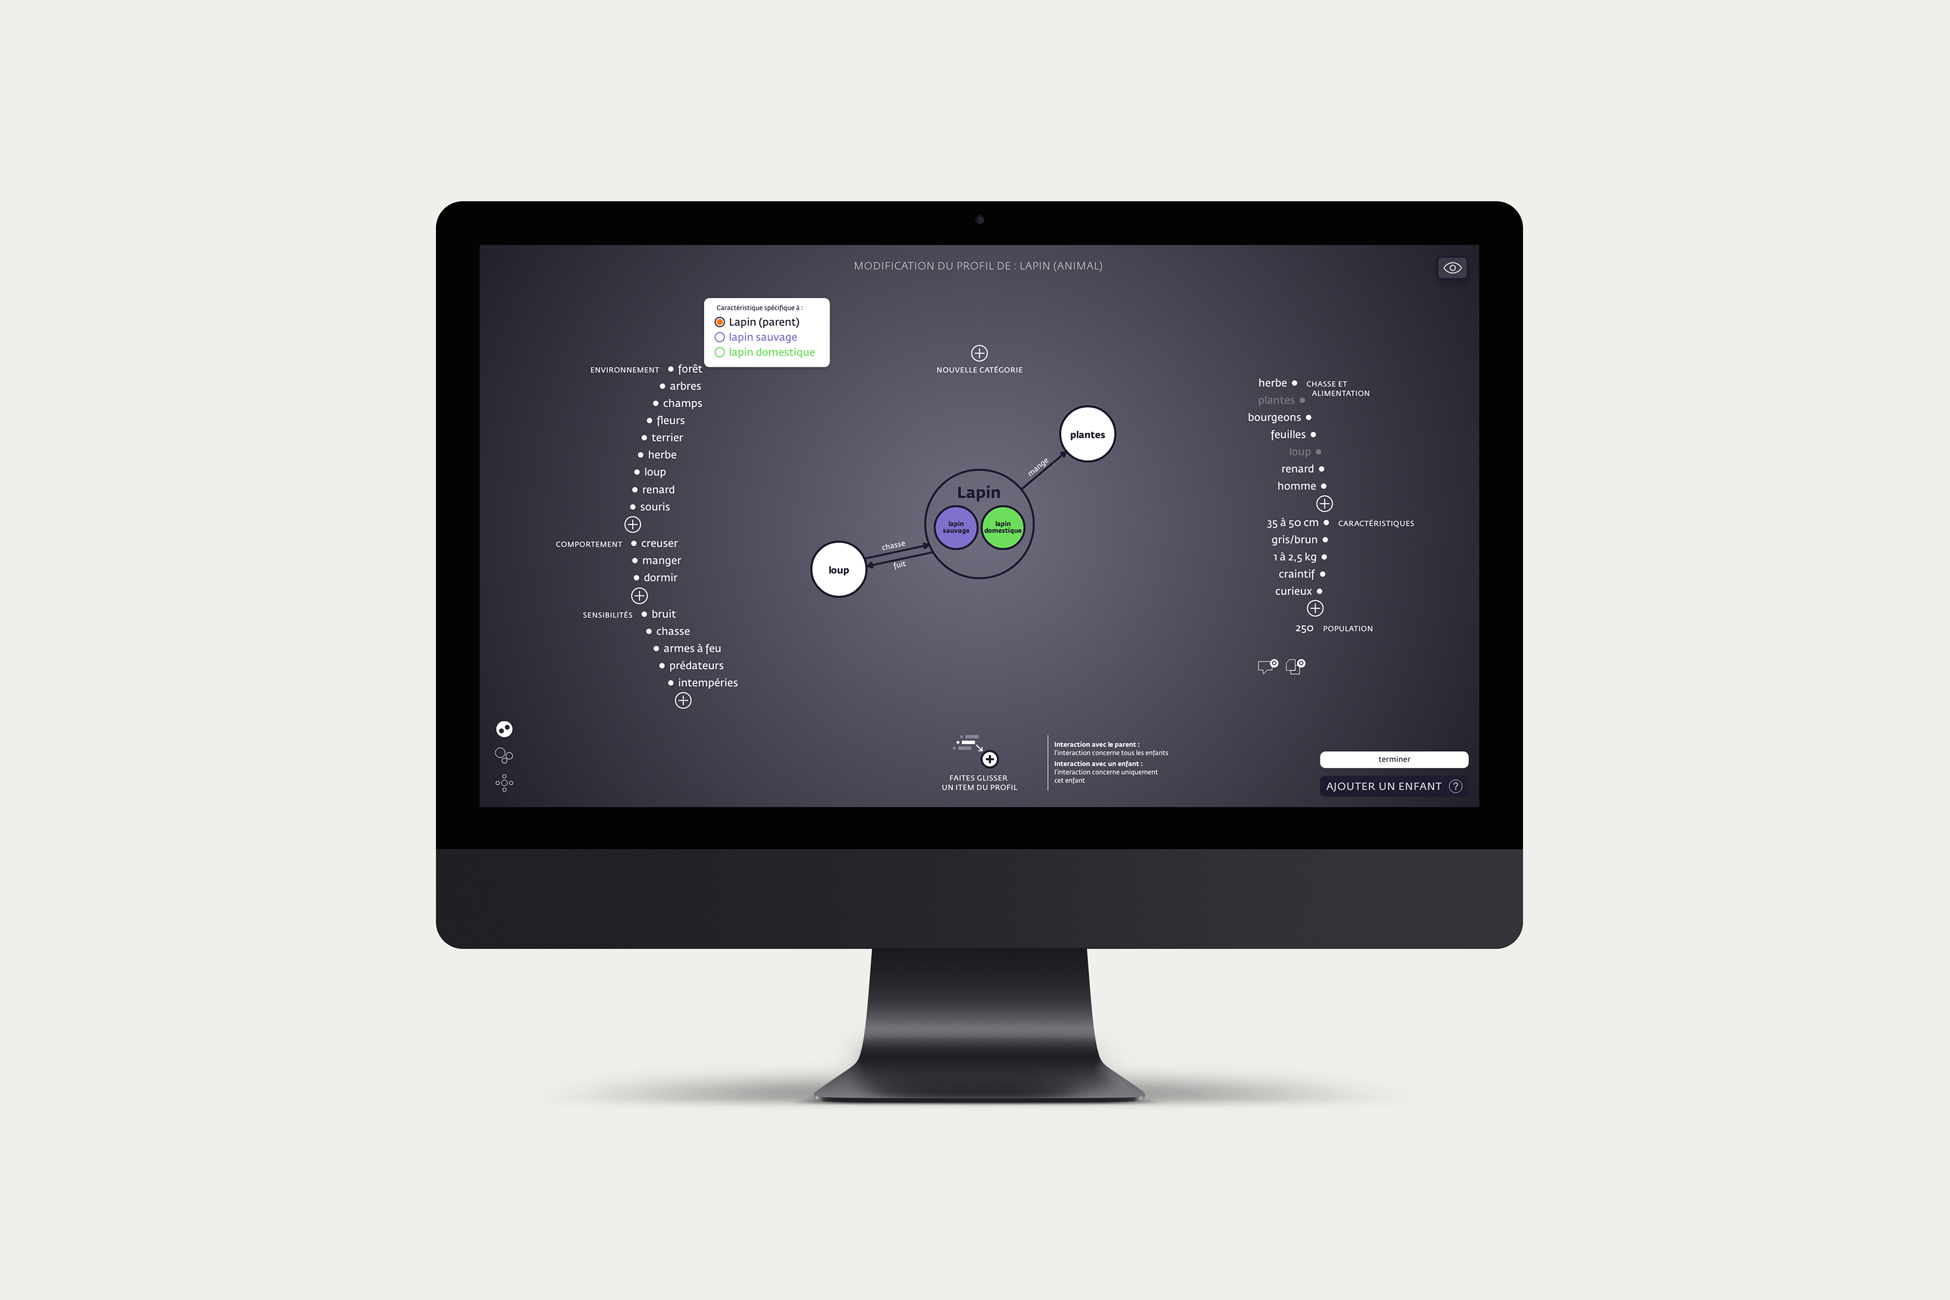 MODIFICATION DU PROFIL DE : LAPIN (ANIMAL)
Caractéristique spécifique à :
Lapin (parent)
lapin sauvage
lapin domestique
ENVIRONNEMENT
forêt
arbres
champs
fleurs
terrier
herbe
loup
renard
souris
COMPORTEMENT
creuser
manger
dormir
SENSIBILITÉS
bruit
chasse
armes à feu
prédateurs
intempéries
NOUVELLE CATÉGORIE
plantes
mange
Lapin
lapin
sauvage
lapin
domestique
chasse
fuit
loup
herbe
CHASSE ET
ALIMENTATION
plantes
bourgeons
feuilles
loup
renard
homme
35 à 50 cm
CARACTÉRISTIQUES
gris/brun
1 à 2,5 kg
craintif
curieux
250
POPULATION
0
0
FAITES GLISSER
UN ITEM DU PROFIL
Interaction avec le parent :
l'interaction concerne tous les enfants
Interaction avec un enfant :
l'interaction concerne uniquement
cet enfant
terminer
AJOUTER UN ENFANT ?